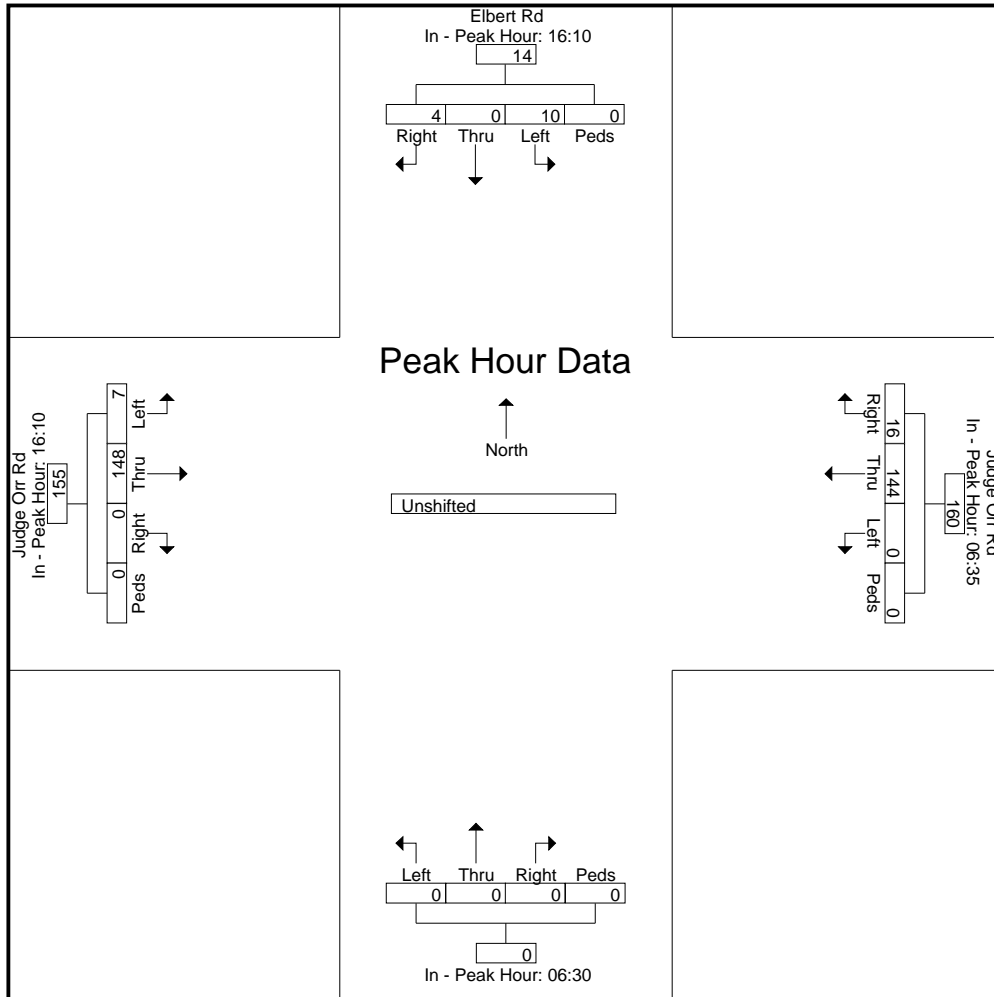 Elbert Rd
In - Peak Hour: 16:10
14
4 0 10 0
Right Thru Left Peds
Peak Hour Data
North
Unshifted
Judge Orr Rd
In - Peak Hour: 16:10
155
7 148 0 0
Left Thru Right Peds
Judge Orr Rd
In - Peak Hour: 06:35
160
16 144 0 0
Right Thru Left Peds
Left Thru Right Peds
0 0 0 0
0
In - Peak Hour: 06:30